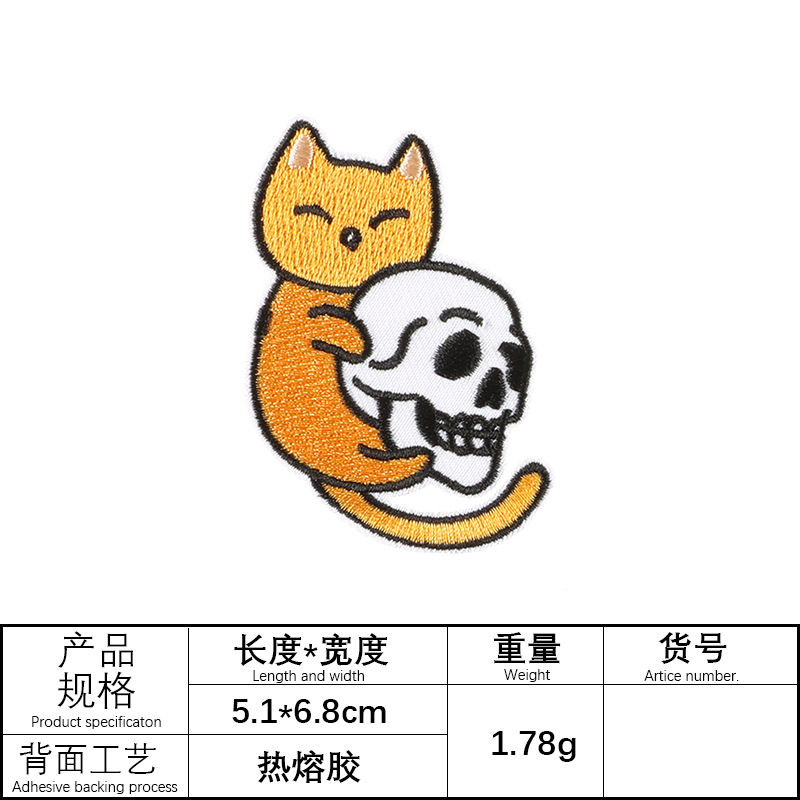 产品
规格
Product specificaton
长度*宽度
Length and width
重量
Weight
货号
Artice number.
5.1*6.8cm
1.78g
背面工艺
Adhesive backing process
热熔胶